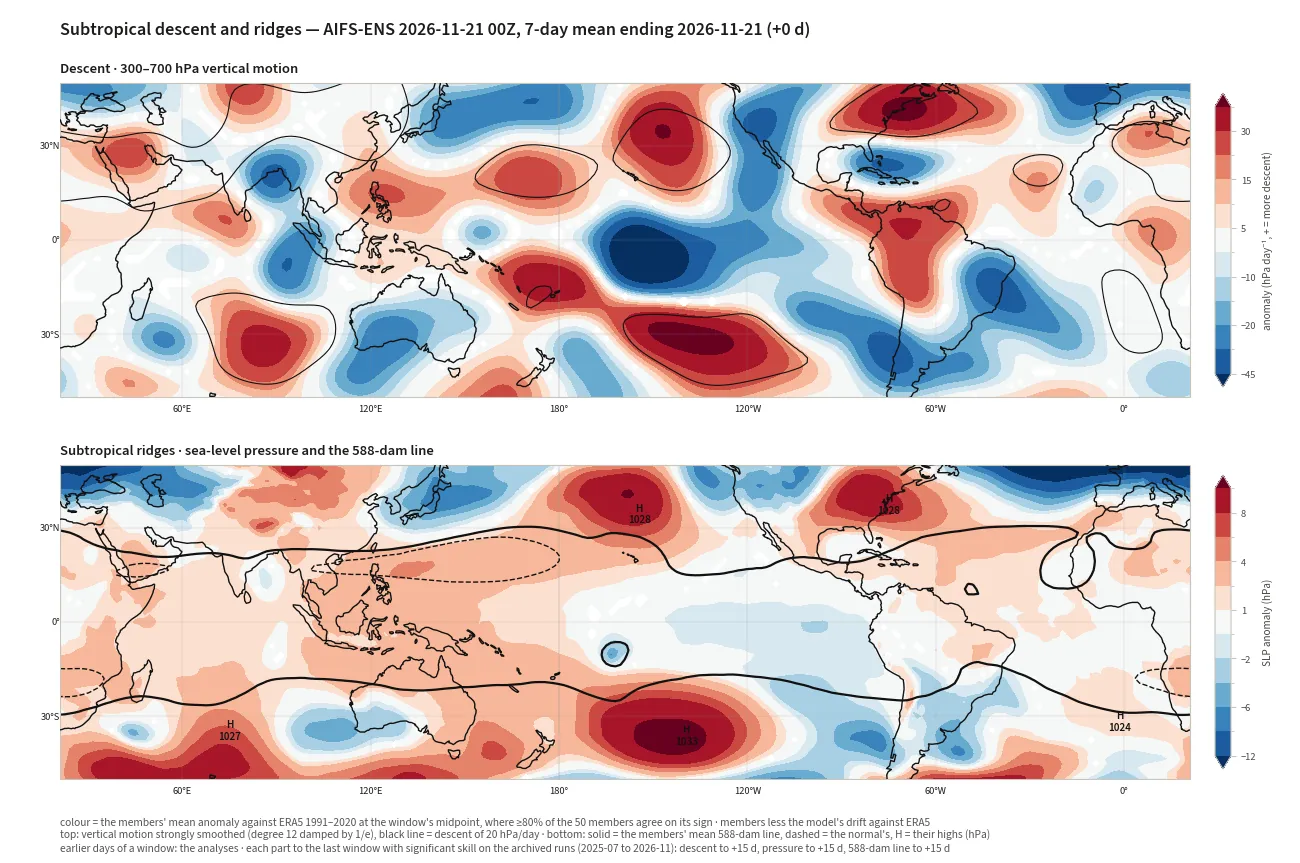 Subtropical descent and ridges — AIFS-ENS 2026-11-21 00Z, 7-day mean ending 2026-11-21 (+0 d)
Descent · 300–700 hPa vertical motion
30°N
0°
30°S
60°E
120°E
180°
120°W
60°W
0°
30
15
5
−10
−20
−45
anomaly (hPa day⁻¹, + = more descent)
Subtropical ridges · sea-level pressure and the 588-dam line
30°N
0°
30°S
H
1028
H
1028
H
1027
H
1033
H
1024
60°E
120°E
180°
120°W
60°W
0°
8
4
1
−2
−6
−12
SLP anomaly (hPa)
colour = the members' mean anomaly against ERA5 1991–2020 at the window's midpoint, where ≥80% of the 50 members agree on its sign · members less the model's drift against ERA5
top: vertical motion strongly smoothed (degree 12 damped by 1/e), black line = descent of 20 hPa/day · bottom: solid = the members' mean 588-dam line, dashed = the normal's, H = their highs (hPa)
earlier days of a window: the analyses · each part to the last window with significant skill on the archived runs (2025-07 to 2026-11): descent to +15 d, pressure to +15 d, 588-dam line to +15 d